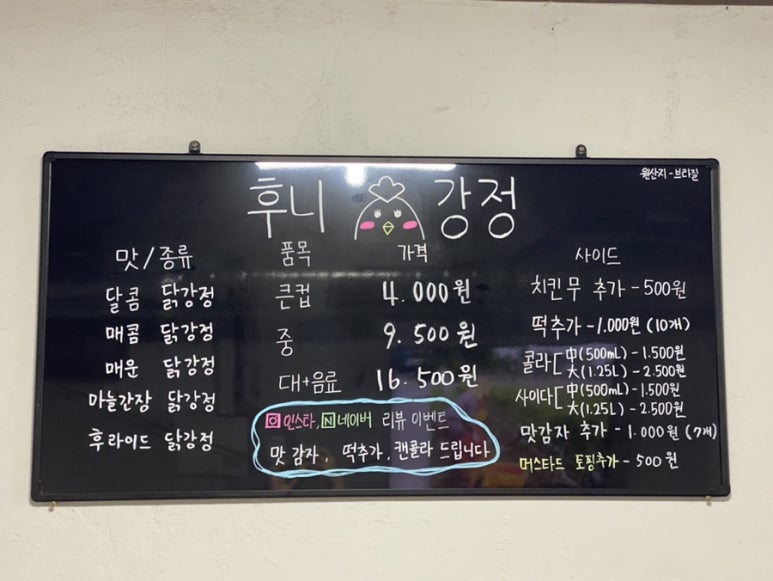 원산지-브라질
후니 강정
맛/종류
달콤 닭강정
매콤 닭강정
매운 닭강정
마늘간장 닭강정
후라이드 닭강정
품목 가격
큰컵 4.000원
중 9.500원
대+음료 16.500원
인스타, N네이버 리뷰 이벤트
맛감자, 떡추가, 캔콜라 드립니다
사이드
치킨무 추가-500원
떡추가-1.000원(10개)
콜라[中(500mL)-1.500원
大(1.25L)-2.500원
사이다[中(500mL)-1.500원
大(1.25L)-2.500원
맛감자 추가-1.000원(7개)
머스타드 토핑추가-500원